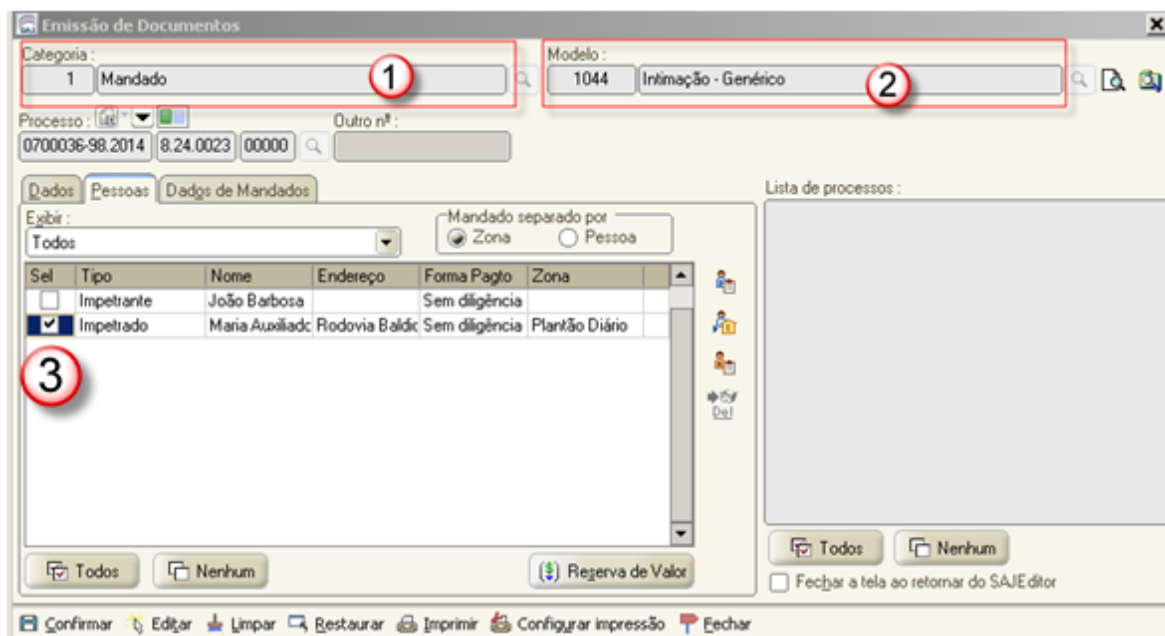 Emissão de Documentos
Categoria : Modelo :
1 Mandado 1 1044 Intimação - Genérico 2
Processo : Outro nº :
0700036-98.2014 8.24.0023 00000
Dados Pessoas Dados de Mandados Lista de processos :
Exibir : Mandado separado por
Todos Zona Pessoa
Sel Tipo Nome Endereço Forma Pagto Zona
Impetrante João Barbosa Sem diligência
Impetrado Maria Auxiliadc Rodovia Baldic Sem diligência Plantão Diário
3
Del
Todos Nenhum Reserva de Valor Todos Nenhum
Fechar a tela ao retornar do SAJEditor
Confirmar Editar Limpar Restaurar Imprimir Configurar impressão Fechar